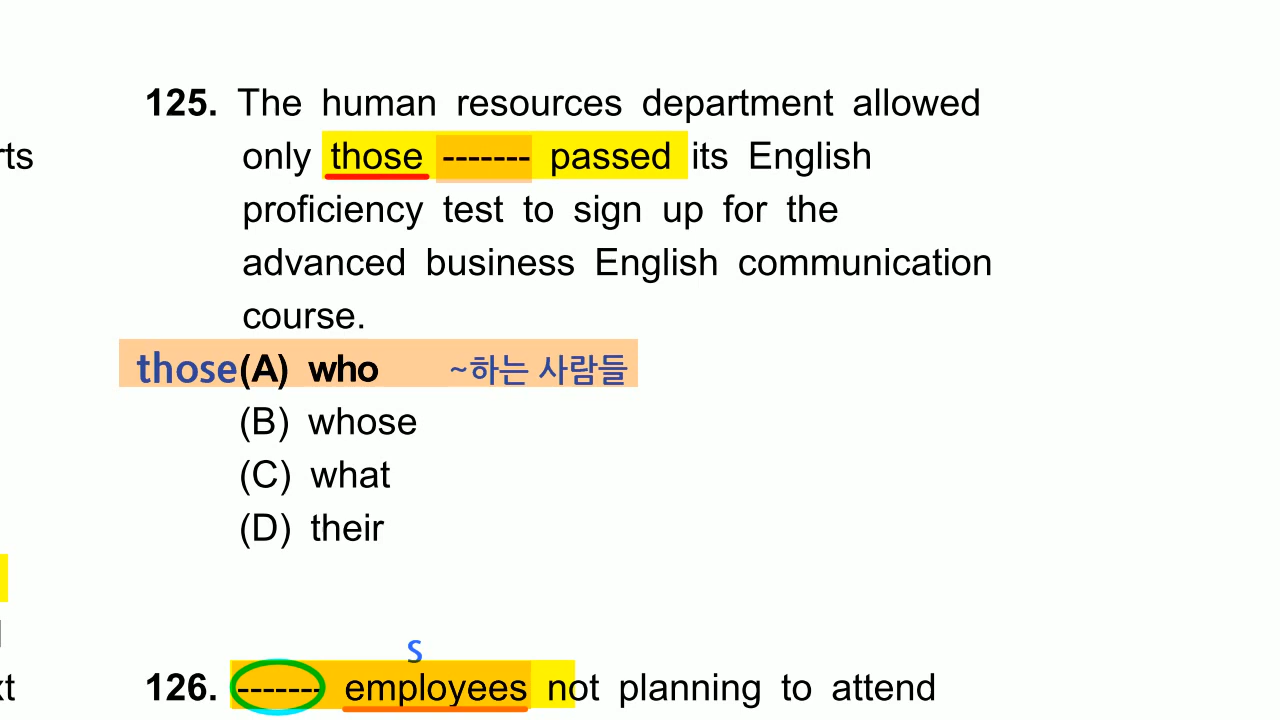 125. The human resources department allowed
rts only those ------- passed its English
proficiency test to sign up for the
advanced business English communication
course.
those (A) who ~하는 사람들
(B) whose
(C) what
(D) their
S
xt 126. ------- employees not planning to attend